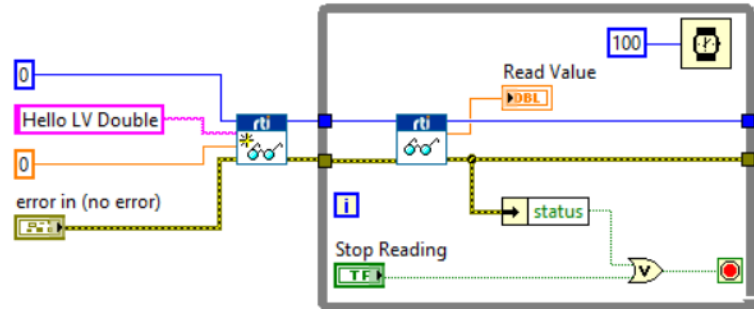 100
Read Value
DBL
0
rti
rti
Hello LV Double
0
error in (no error)
i
status
Stop Reading
TF
V